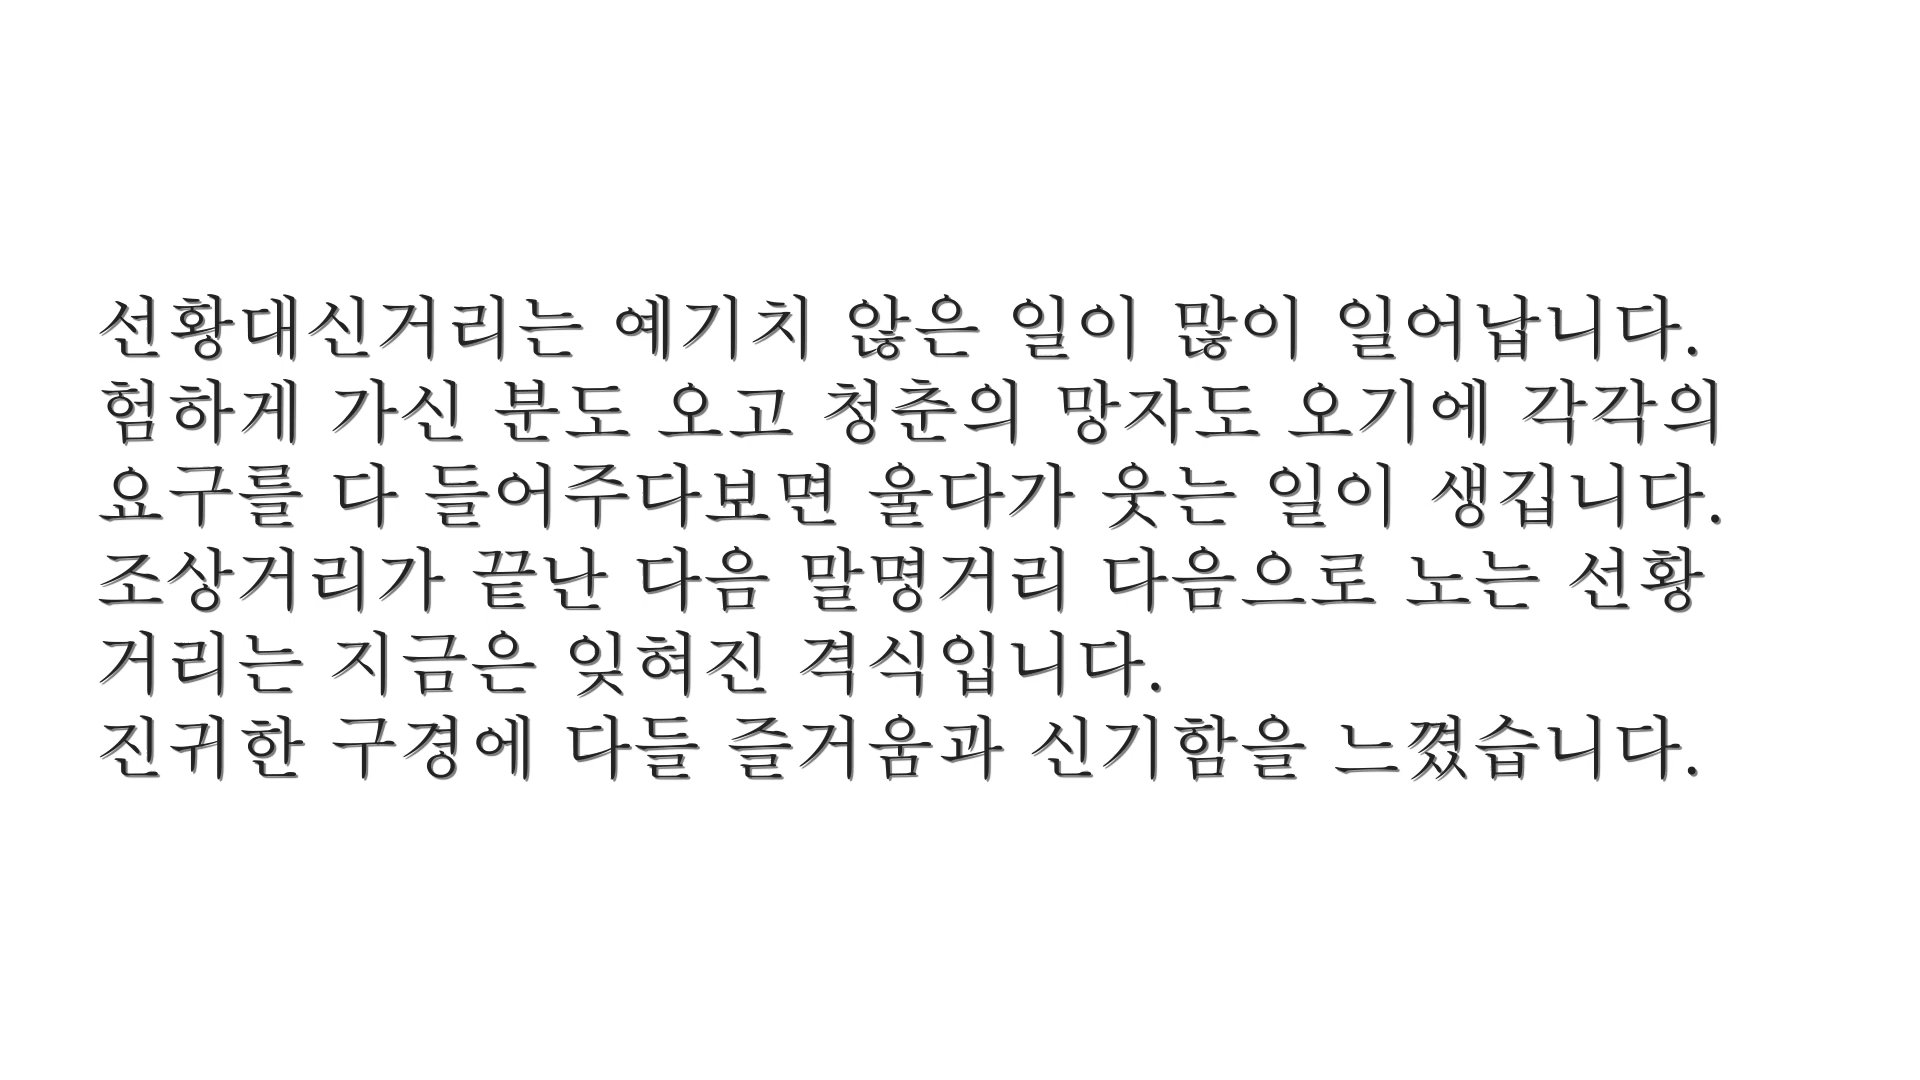 선황대신거리는 예기치 않은 일이 많이 일어납니다.
험하게 가신 분도 오고 청춘의 망자도 오기에 각각의
요구를 다 들어주다보면 울다가 웃는 일이 생깁니다.
조상거리가 끝난 다음 말명거리 다음으로 노는 선황
거리는 지금은 잊혀진 격식입니다.
진귀한 구경에 다들 즐거움과 신기함을 느꼈습니다.